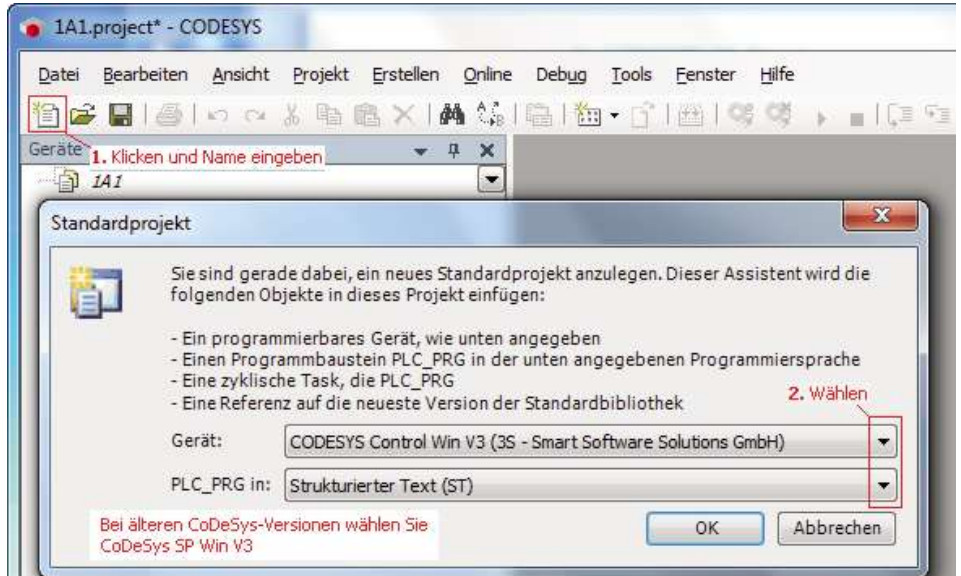 1A1.project* - CODESYS
Datei Bearbeiten Ansicht Projekt Erstellen Online Debug Tools Fenster Hilfe
Geräte
1. Klicken und Name eingeben
1A1
Standardprojekt
Sie sind gerade dabei, ein neues Standardprojekt anzulegen. Dieser Assistent wird die
folgenden Objekte in dieses Projekt einfügen:
- Ein programmierbares Gerät, wie unten angegeben
- Einen Programmbaustein PLC_PRG in der unten angegebenen Programmiersprache
- Eine zyklische Task, die PLC_PRG
- Eine Referenz auf die neueste Version der Standardbibliothek
2. Wählen
Gerät: CODESYS Control Win V3 (3S - Smart Software Solutions GmbH)
PLC_PRG in: Strukturierter Text (ST)
Bei älteren CoDeSys-Versionen wählen Sie
CoDeSys SP Win V3
OK Abbrechen